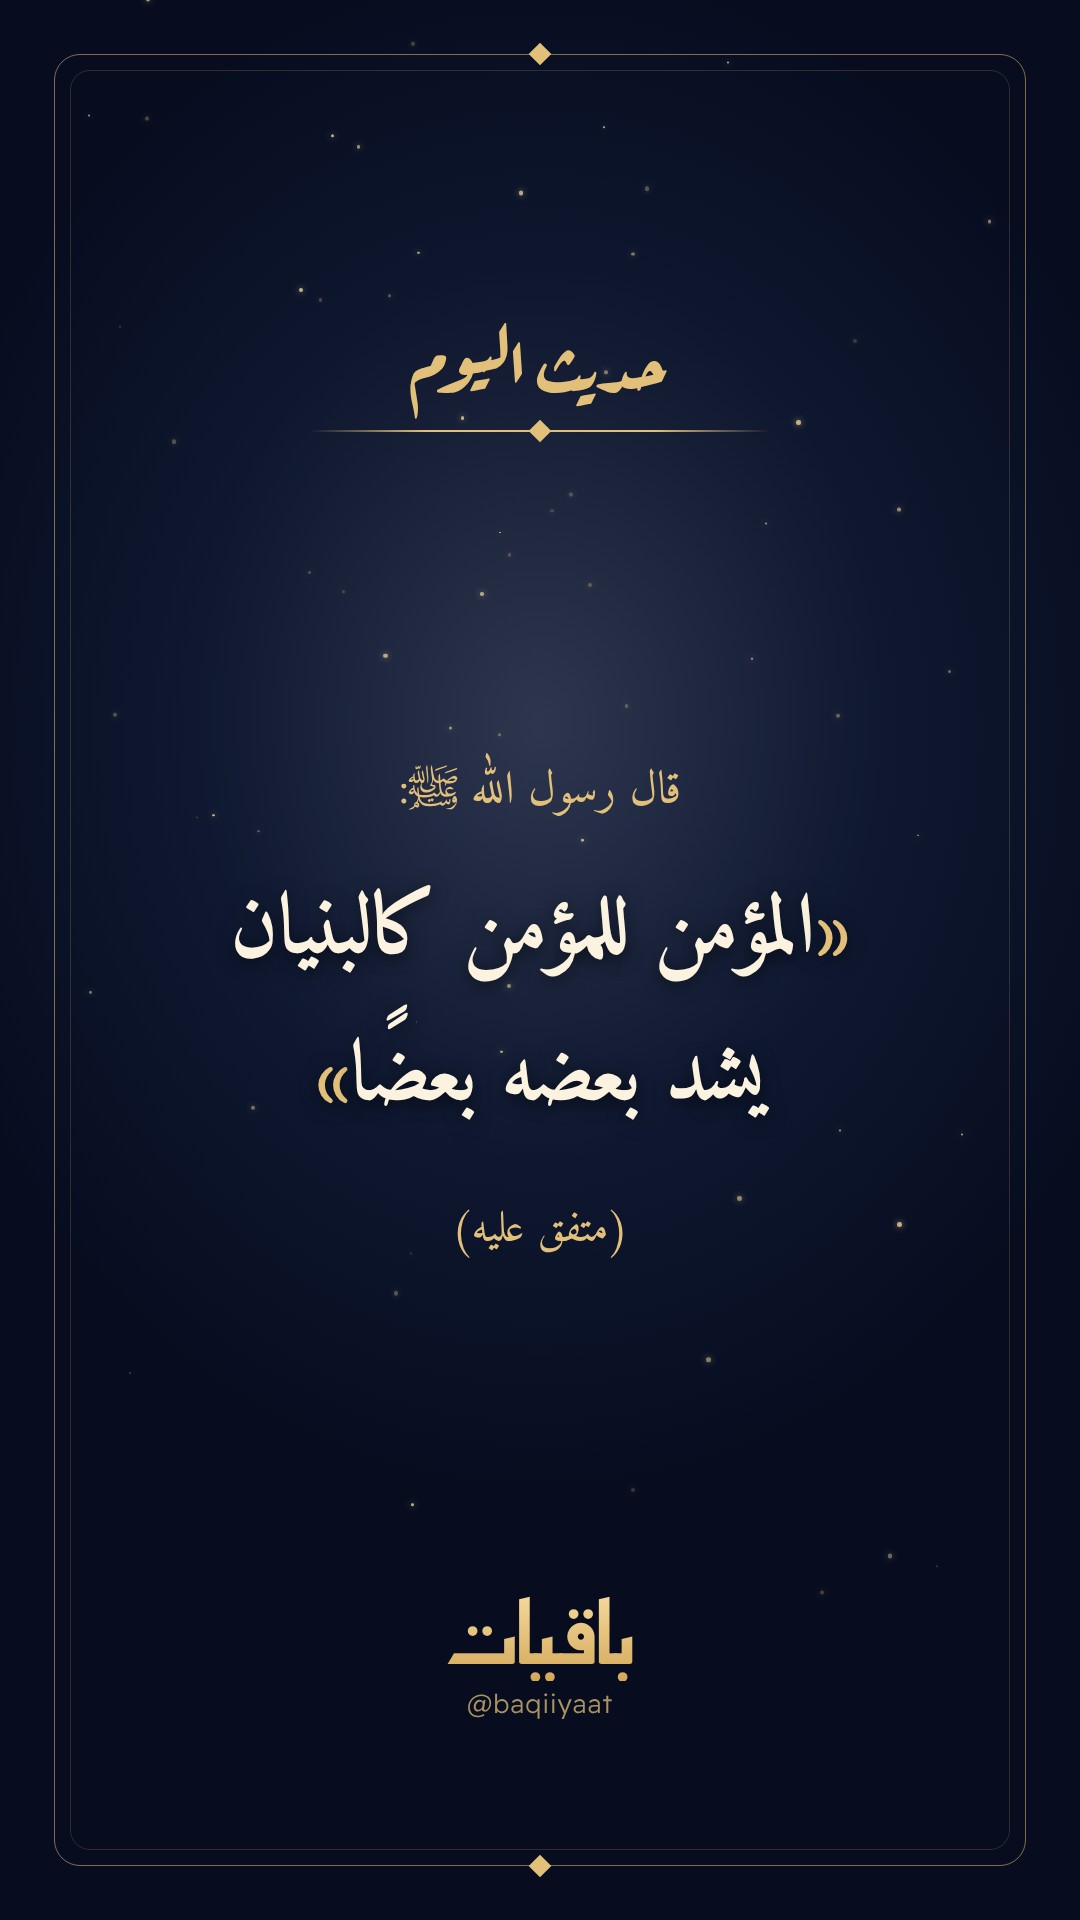 حديث اليوم
قال رسول الله ﷺ:
«المؤمن للمؤمن كالبنيان
يشد بعضه بعضًا»
(متفق عليه)
باقيات
@baqiiyaat